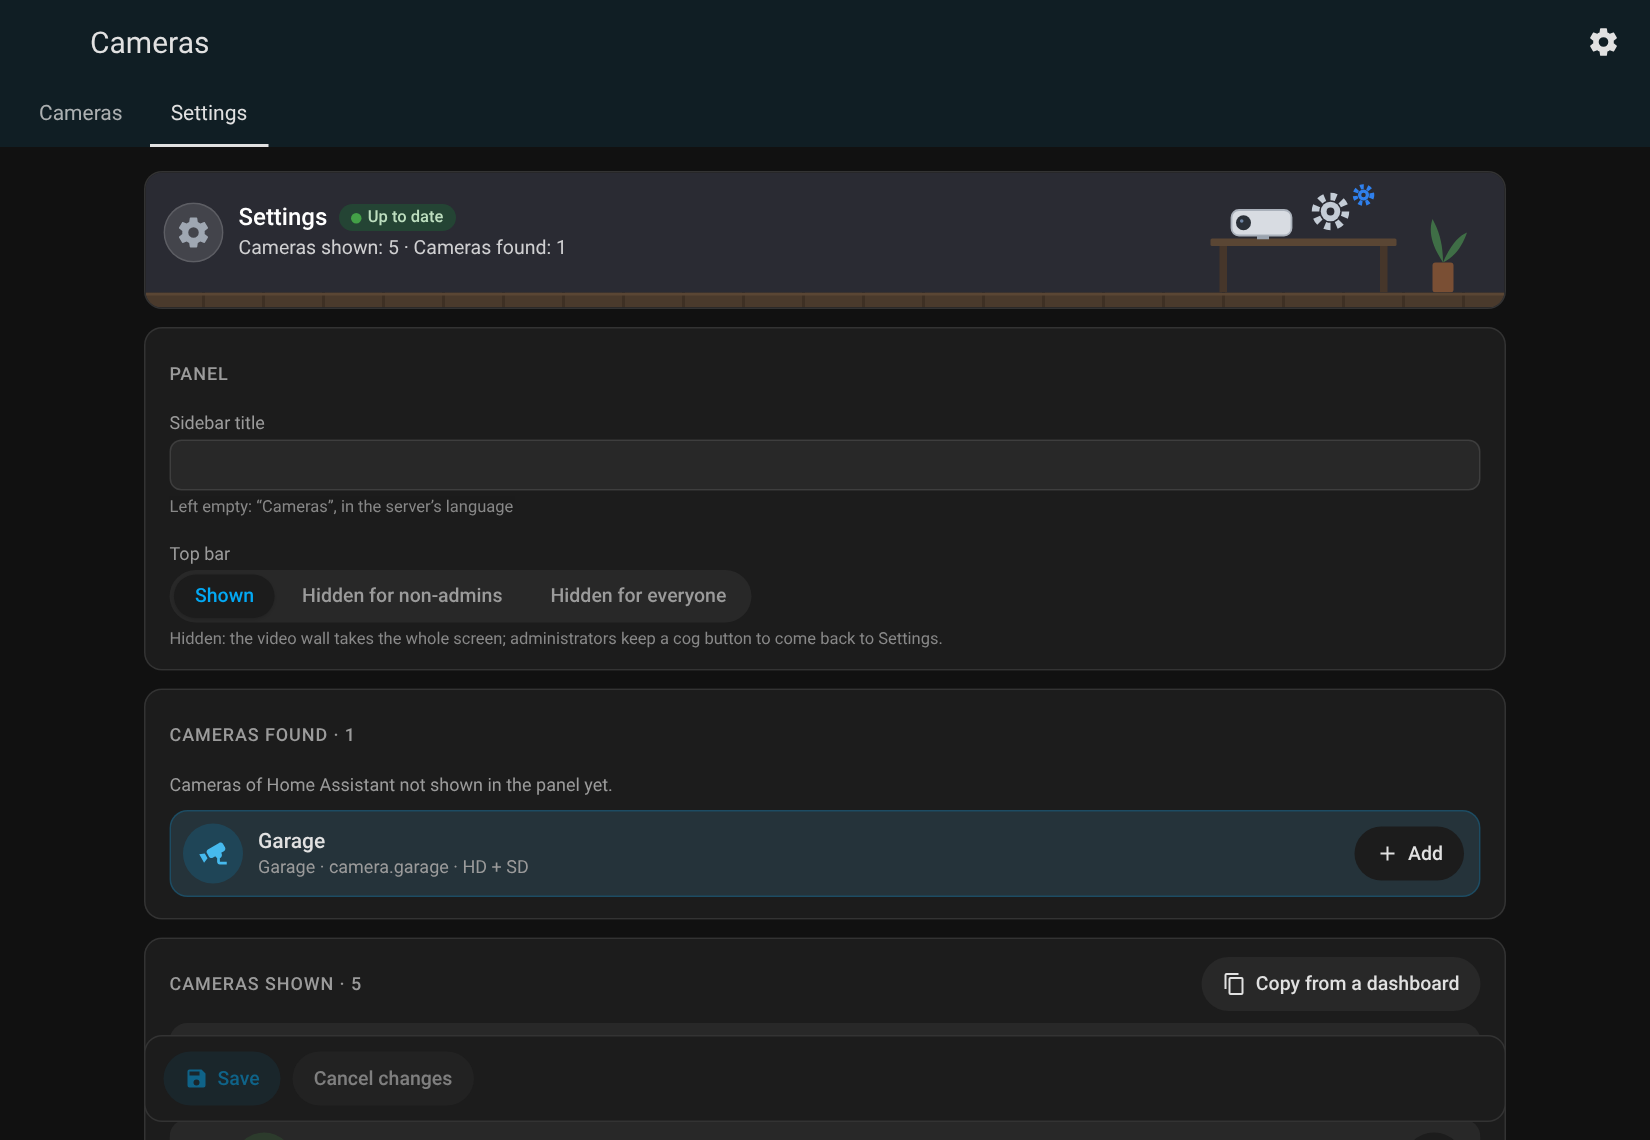 Cameras
Cameras
Settings
Settings
Up to date
Cameras shown: 5 · Cameras found: 1
PANEL
Sidebar title
Left empty: “Cameras”, in the server’s language
Top bar
Shown
Hidden for non-admins
Hidden for everyone
Hidden: the video wall takes the whole screen; administrators keep a cog button to come back to Settings.
CAMERAS FOUND · 1
Cameras of Home Assistant not shown in the panel yet.
Garage
Garage · camera.garage · HD + SD
Add
CAMERAS SHOWN · 5
Copy from a dashboard
Save
Cancel changes